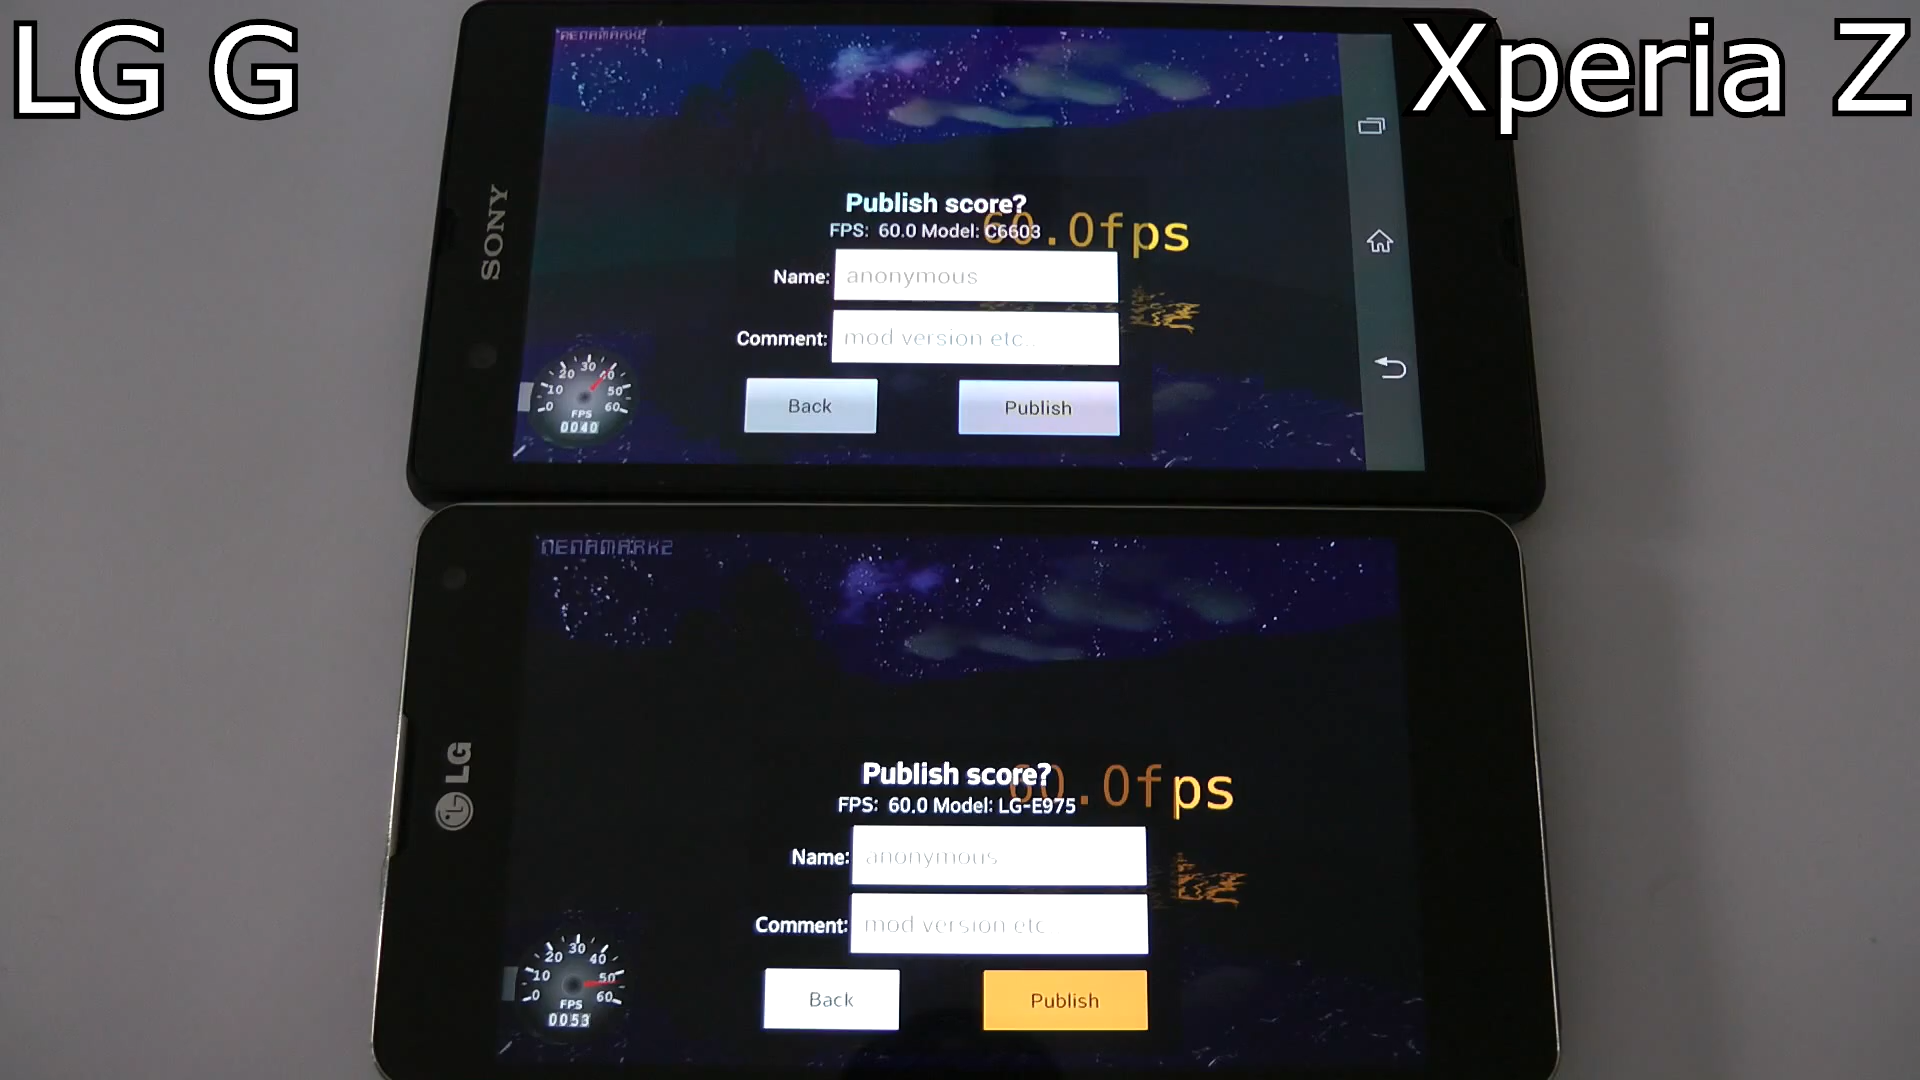 LG G
Xperia Z
NENAMARK2
SONY
Publish score?
60.0fps
FPS: 60.0 Model: C6603
Name: anonymous
Comment: mod version etc..
Back
Publish
0 10 20 30 40 50 60
FPS
0040
NENAMARK2
LG
Publish score?
60.0fps
FPS: 60.0 Model: LG-E975
Name: anonymous
Comment: mod version etc
Back
Publish
0 10 20 30 40 50 60
FPS
0053